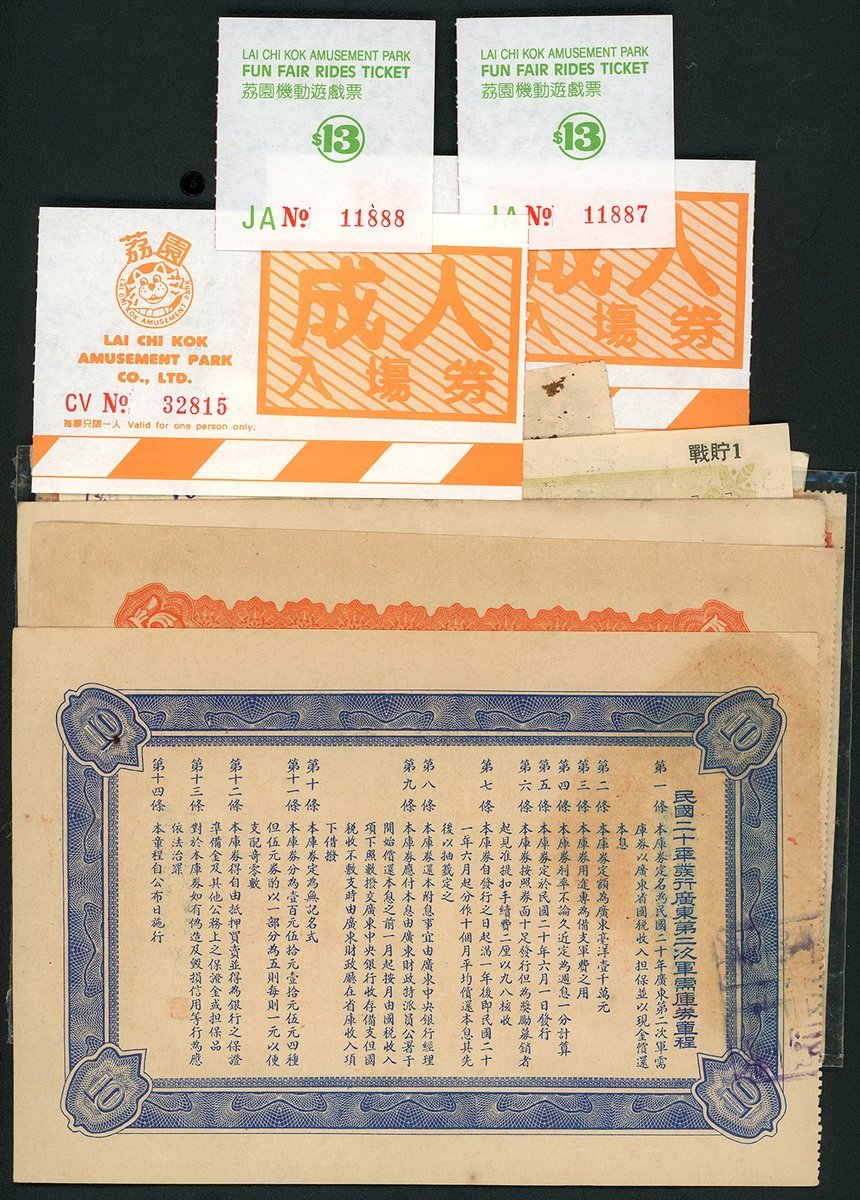 LAI CHI KOK AMUSEMENT PARK
FUN FAIR RIDES TICKET
荔園機動遊戲票
$13
JA No 11888
LAI CHI KOK AMUSEMENT PARK
FUN FAIR RIDES TICKET
荔園機動遊戲票
$13
JA No 11887
荔園
LAI CHI KOK AMUSEMENT PARK
LAI CHI KOK
AMUSEMENT PARK
CO., LTD.
CV No 32815
每票只限一人 Valid for one person only.
成人
入場券
成人
入場券
戰貯1
10
10
民國二十年發行廣東第二次軍需庫券章程
第一條 本庫券定名為民國二十年廣東第二次軍需
庫券以廣東省國稅收入担保並以現金償還
本息
第二條 本庫券定額為廣東毫洋壹千萬元
第三條 本庫券用途專為備支軍費之用
第四條 本庫券利率不論久近定為週息一分計算
第五條 本庫券定於民國二十年六月一日發行
第六條 本庫券按照券面十足發行但為獎勵募銷者
起見准提扣手續費二厘以九八核收
第七條 本庫券自發行之日起滿一年後即民國二十
一年六月起分作十個月平均償還本息其先
後以抽籤定之
第八條 本庫券還本附息事宜由廣東中央銀行經理
第九條 本庫券應付本息由廣東財政特派員公署于
開始償還本息之前一月起按月由國稅收入
項下照數撥交廣東中央銀行收存備支但國
稅收不敷支時由廣東財政廳在省庫收入項
下借撥
第十條 本庫券定為無記名式
第十一條 本庫券分為壹百元伍拾元壹拾元伍元四種
但伍元券酌以一部分為五則每則一元以便
支配奇零數
第十二條 本庫券得自由抵押買賣並得為銀行之保證
準備金及其他公務上之保證金或担保品
第十三條 對於本庫券如有偽造及毀損信用等行為應
依法治罪
第十四條 本章程自公布日施行
10
10